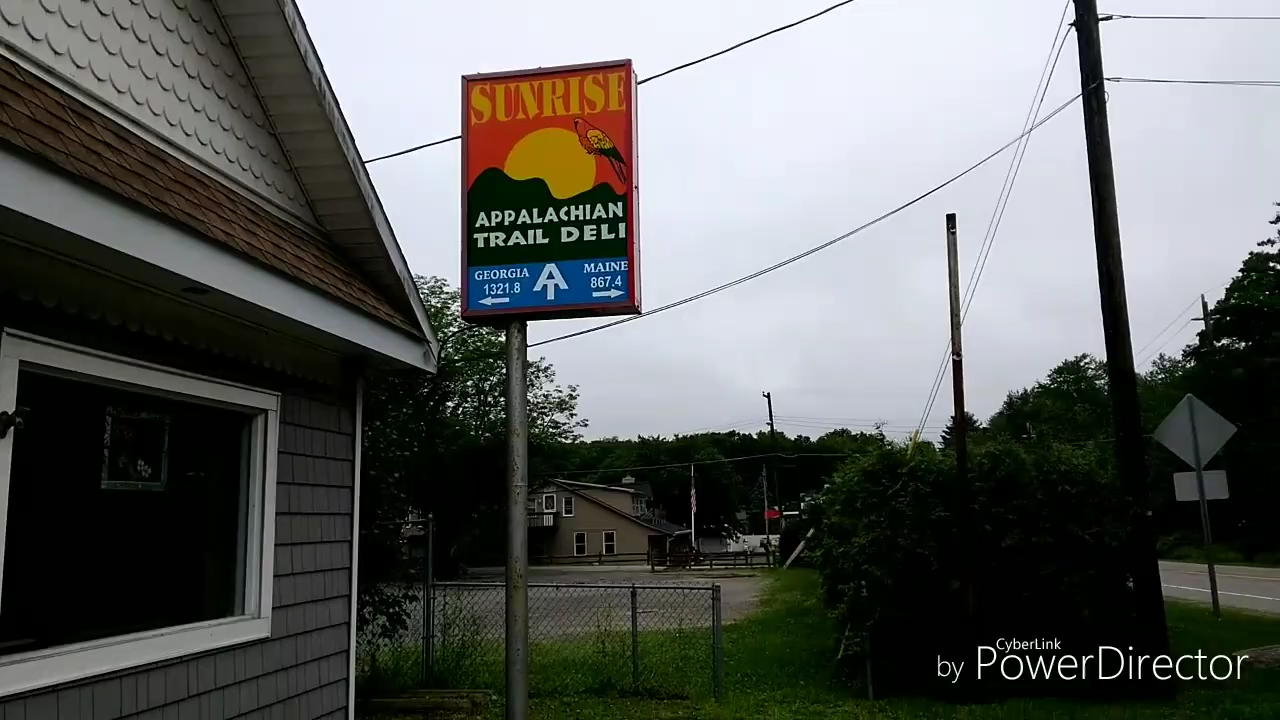 SUNRISE
APPALACHIAN
TRAIL DELI
GEORGIA
1321.8
MAINE
867.4
CyberLink
by PowerDirector